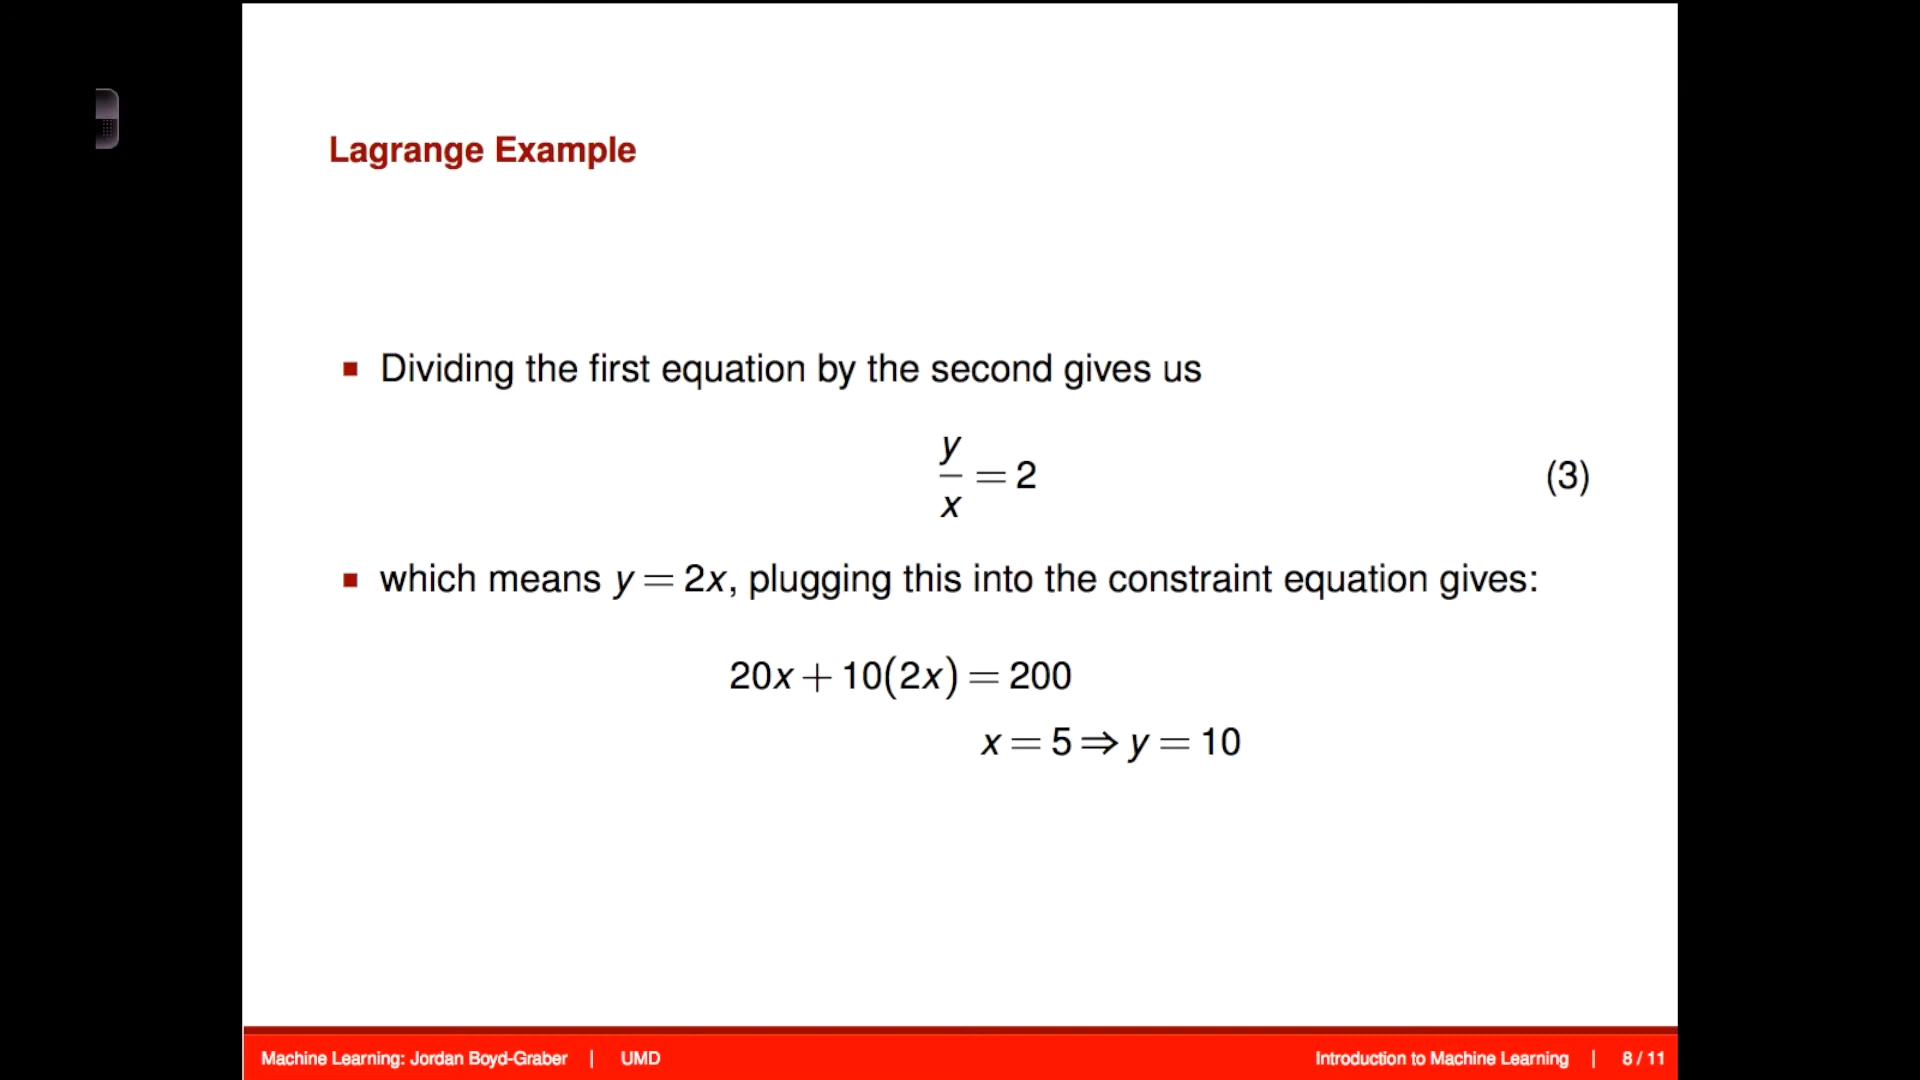 Lagrange Example
Dividing the first equation by the second gives us
y/x = 2 (3)
which means y = 2x, plugging this into the constraint equation gives:
20x + 10(2x) = 200
x = 5 ⇒ y = 10
Machine Learning: Jordan Boyd-Graber | UMD Introduction to Machine Learning | 8 / 11